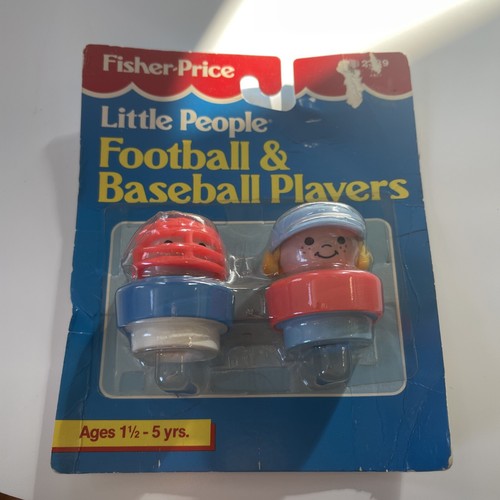 Fisher-Price
Little People
Football &
Baseball Players
Ages 1½ - 5 yrs.